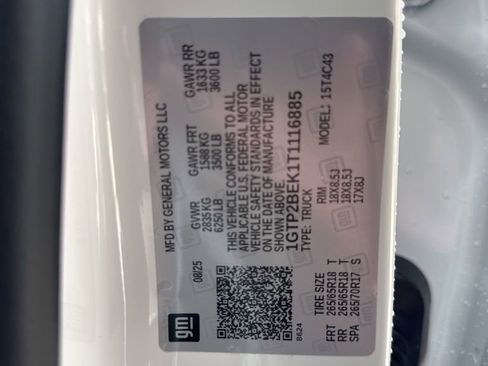 gm
08/25
MFD BY GENERAL MOTORS LLC
GVWR GAWR FRT GAWR RR
2835 KG 1588 KG 1633 KG
6250 LB 3500 LB 3600 LB
THIS VEHICLE CONFORMS TO ALL
APPLICABLE U.S. FEDERAL MOTOR
VEHICLE SAFETY STANDARDS IN EFFECT
ON THE DATE OF MANUFACTURE
SHOWN ABOVE.
1GTP2BEK1T1116885
TYPE: TRUCK
8624
15T4C43
TIRE SIZE RIM
FRT 265/65R18 T 18X8.5J
RR 265/65R18 T 18X8.5J
SPA 265/70R17 S 17X8J